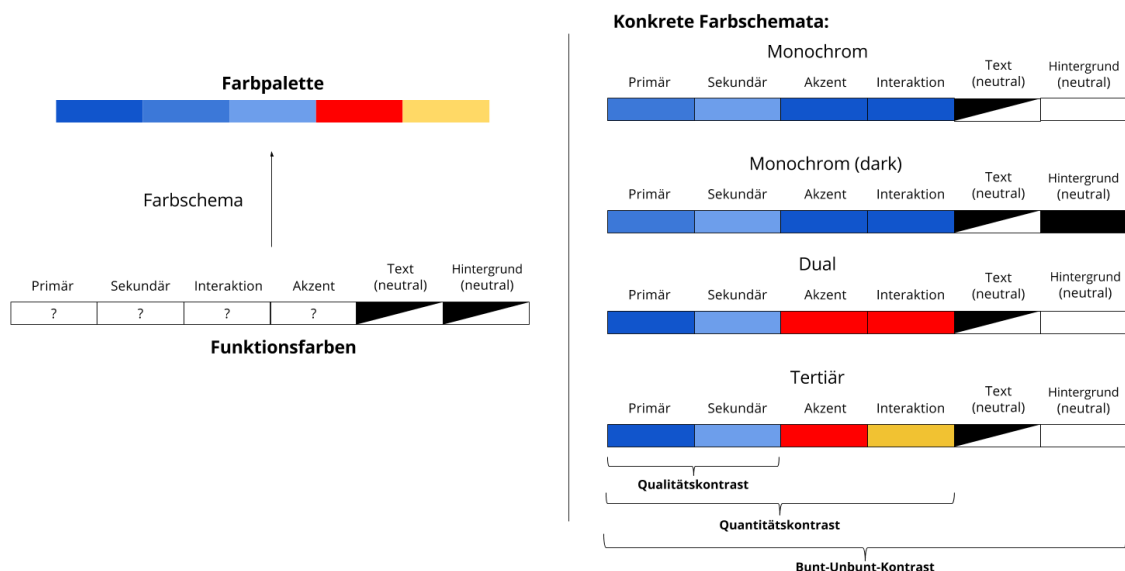 Farbpalette
Farbschema
Primär Sekundär Interaktion Akzent Text (neutral) Hintergrund (neutral)
? ? ? ?
Funktionsfarben
Konkrete Farbschemata:
Monochrom
Primär Sekundär Akzent Interaktion Text (neutral) Hintergrund (neutral)
Monochrom (dark)
Primär Sekundär Akzent Interaktion Text (neutral) Hintergrund (neutral)
Dual
Primär Sekundär Akzent Interaktion Text (neutral) Hintergrund (neutral)
Tertiär
Primär Sekundär Akzent Interaktion Text (neutral) Hintergrund (neutral)
Qualitätskontrast
Quantitätskontrast
Bunt-Unbunt-Kontrast